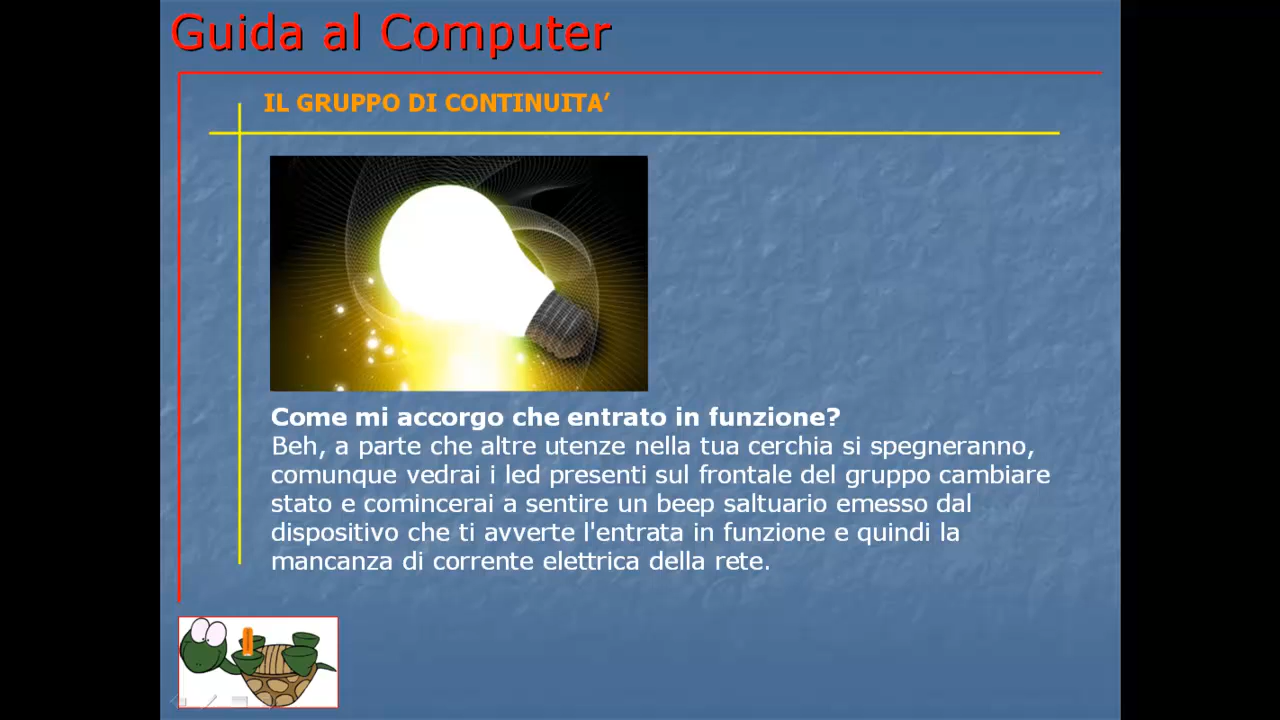 Guida al Computer
IL GRUPPO DI CONTINUITA’
Come mi accorgo che entrato in funzione?
Beh, a parte che altre utenze nella tua cerchia si spegneranno,
comunque vedrai i led presenti sul frontale del gruppo cambiare
stato e comincerai a sentire un beep saltuario emesso dal
dispositivo che ti avverte l'entrata in funzione e quindi la
mancanza di corrente elettrica della rete.